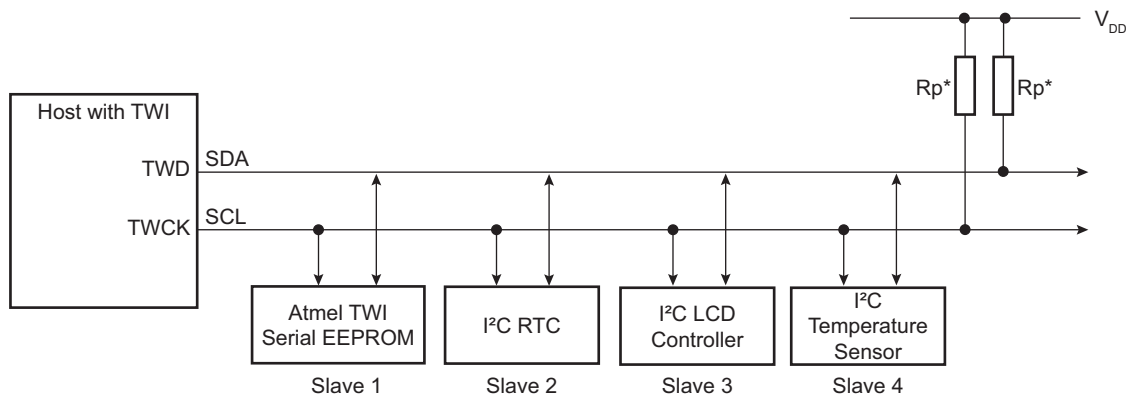 V_DD
Rp* Rp*
Host with TWI
TWD SDA
TWCK SCL
Atmel TWI
Serial EEPROM
I²C RTC
I²C LCD
Controller
I²C
Temperature
Sensor
Slave 1 Slave 2 Slave 3 Slave 4